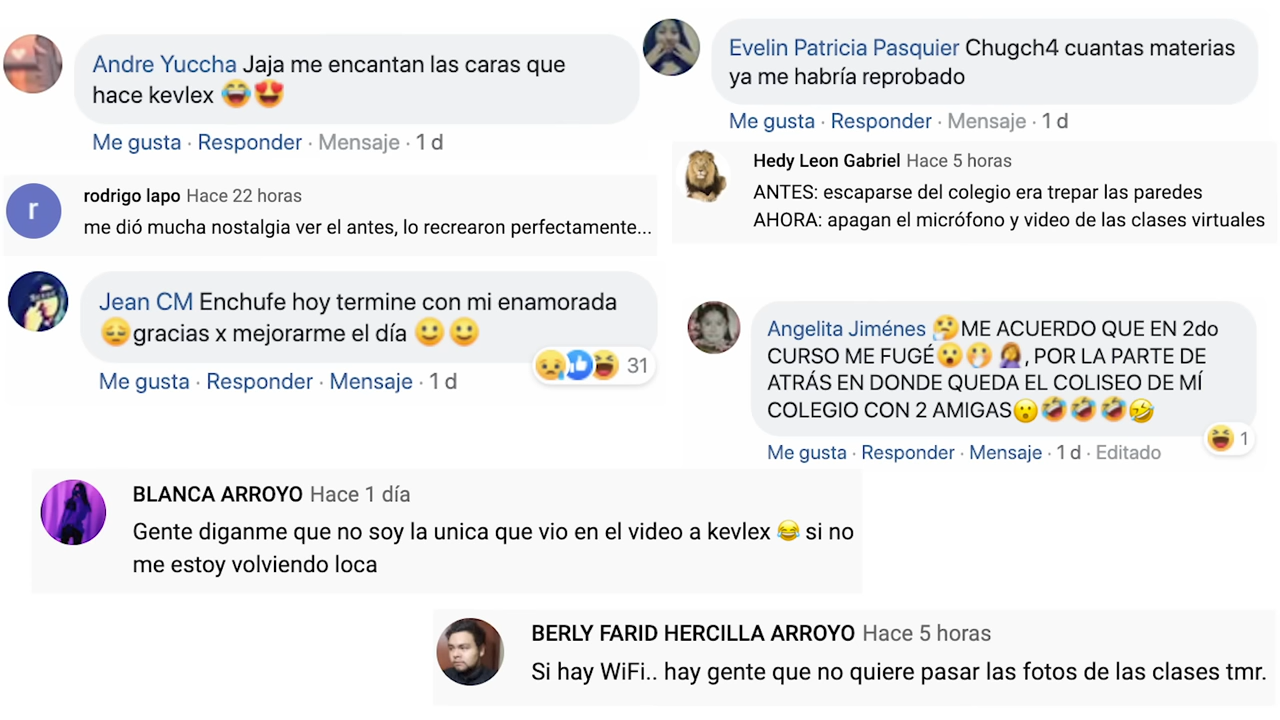 Andre Yuccha Jaja me encantan las caras que
hace kevlex 😂😍
Me gusta · Responder · Mensaje · 1 d
Evelin Patricia Pasquier Chugch4 cuantas materias
ya me habría reprobado
Me gusta · Responder · Mensaje · 1 d
r
rodrigo lapo Hace 22 horas
me dió mucha nostalgia ver el antes, lo recrearon perfectamente...
Hedy Leon Gabriel Hace 5 horas
ANTES: escaparse del colegio era trepar las paredes
AHORA: apagan el micrófono y video de las clases virtuales
Jean CM Enchufe hoy termine con mi enamorada
😔gracias x mejorarme el día 🙂 🙂
31
Me gusta · Responder · Mensaje · 1 d
Angelita Jiménes 🤔ME ACUERDO QUE EN 2do
CURSO ME FUGÉ😮🤭🤦‍♀️, POR LA PARTE DE
ATRÁS EN DONDE QUEDA EL COLISEO DE MÍ
COLEGIO CON 2 AMIGAS😮🤣🤣🤣🤣
1
Me gusta · Responder · Mensaje · 1 d · Editado
BLANCA ARROYO Hace 1 día
Gente diganme que no soy la unica que vio en el video a kevlex 😂 si no
me estoy volviendo loca
BERLY FARID HERCILLA ARROYO Hace 5 horas
Si hay WiFi.. hay gente que no quiere pasar las fotos de las clases tmr.